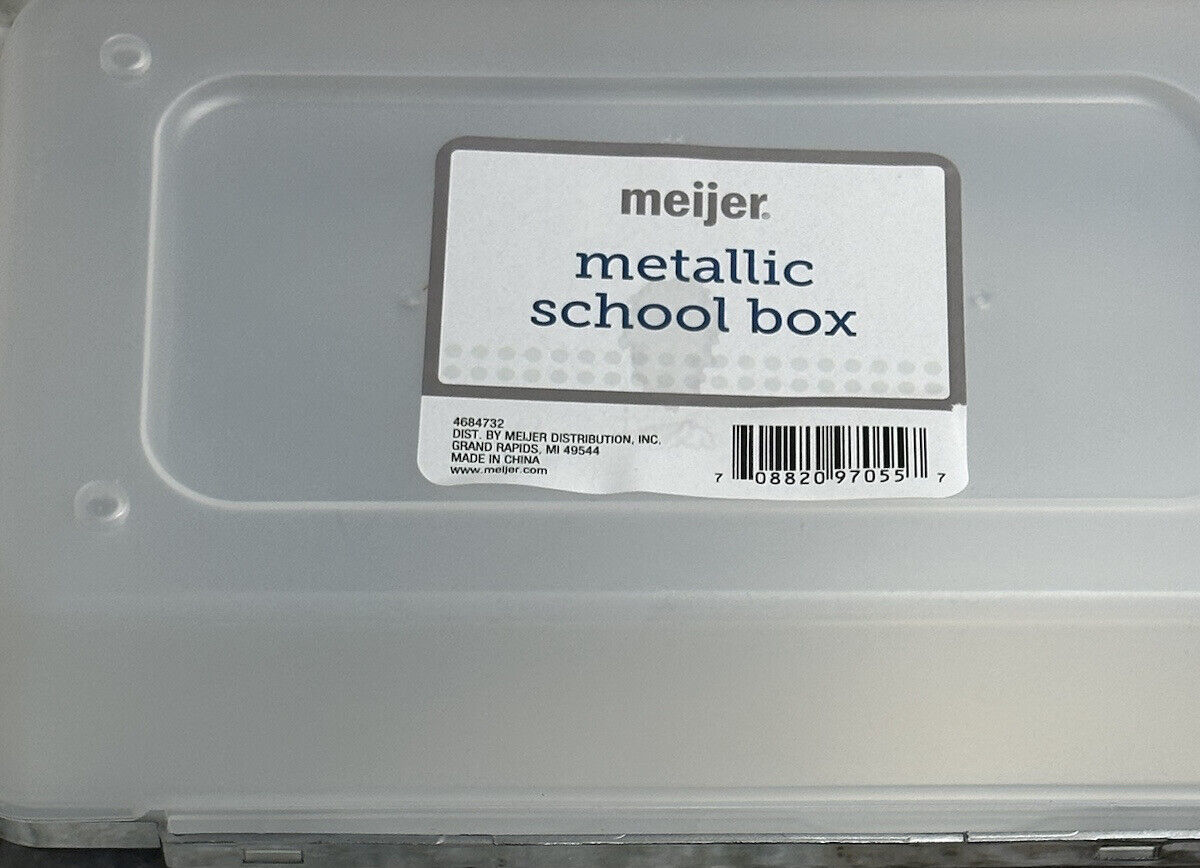 meijer®
metallic
school box
4684732
DIST. BY MEIJER DISTRIBUTION, INC.
GRAND RAPIDS, MI 49544
MADE IN CHINA
www.meijer.com
7 08820 97055 7